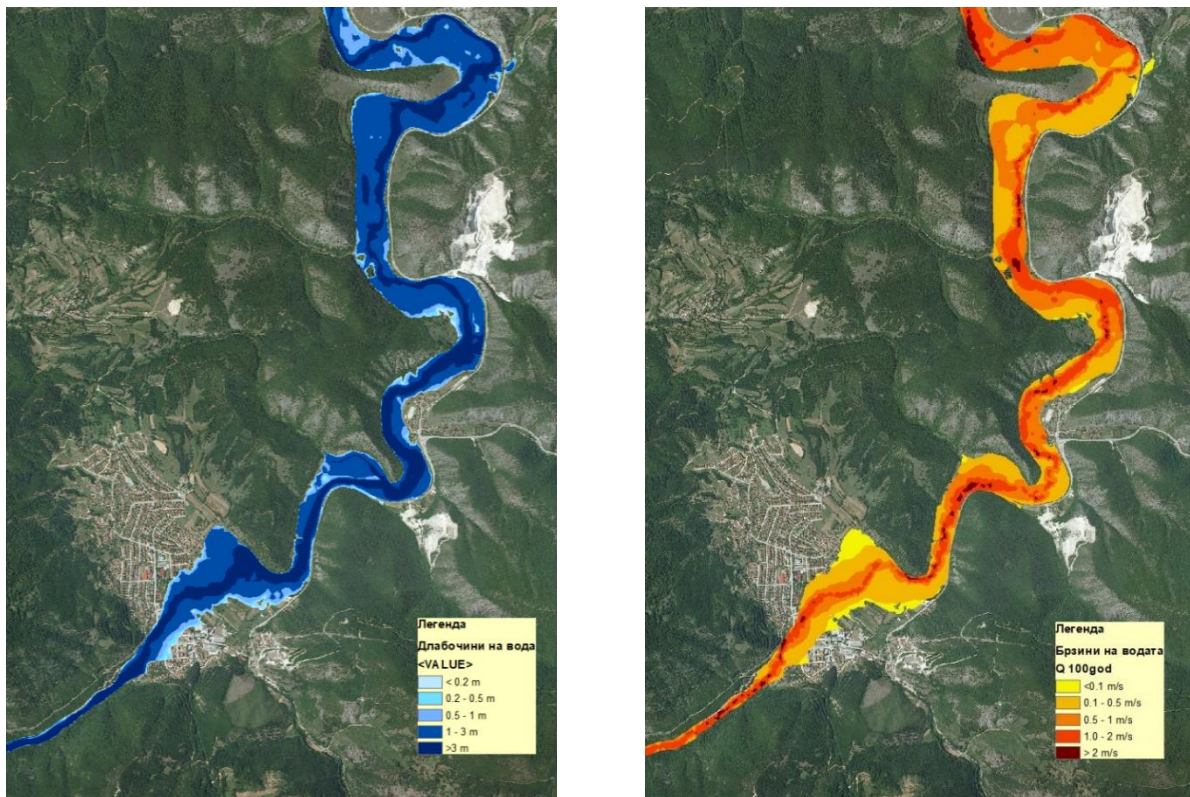 Легенда
Длабочини на вода
<VALUE>
< 0.2 m
0.2 - 0.5 m
0.5 - 1 m
1 - 3 m
>3 m
Легенда
Брзини на водата
Q 100god
<0.1 m/s
0.1 - 0.5 m/s
0.5 - 1 m/s
1.0 - 2 m/s
> 2 m/s